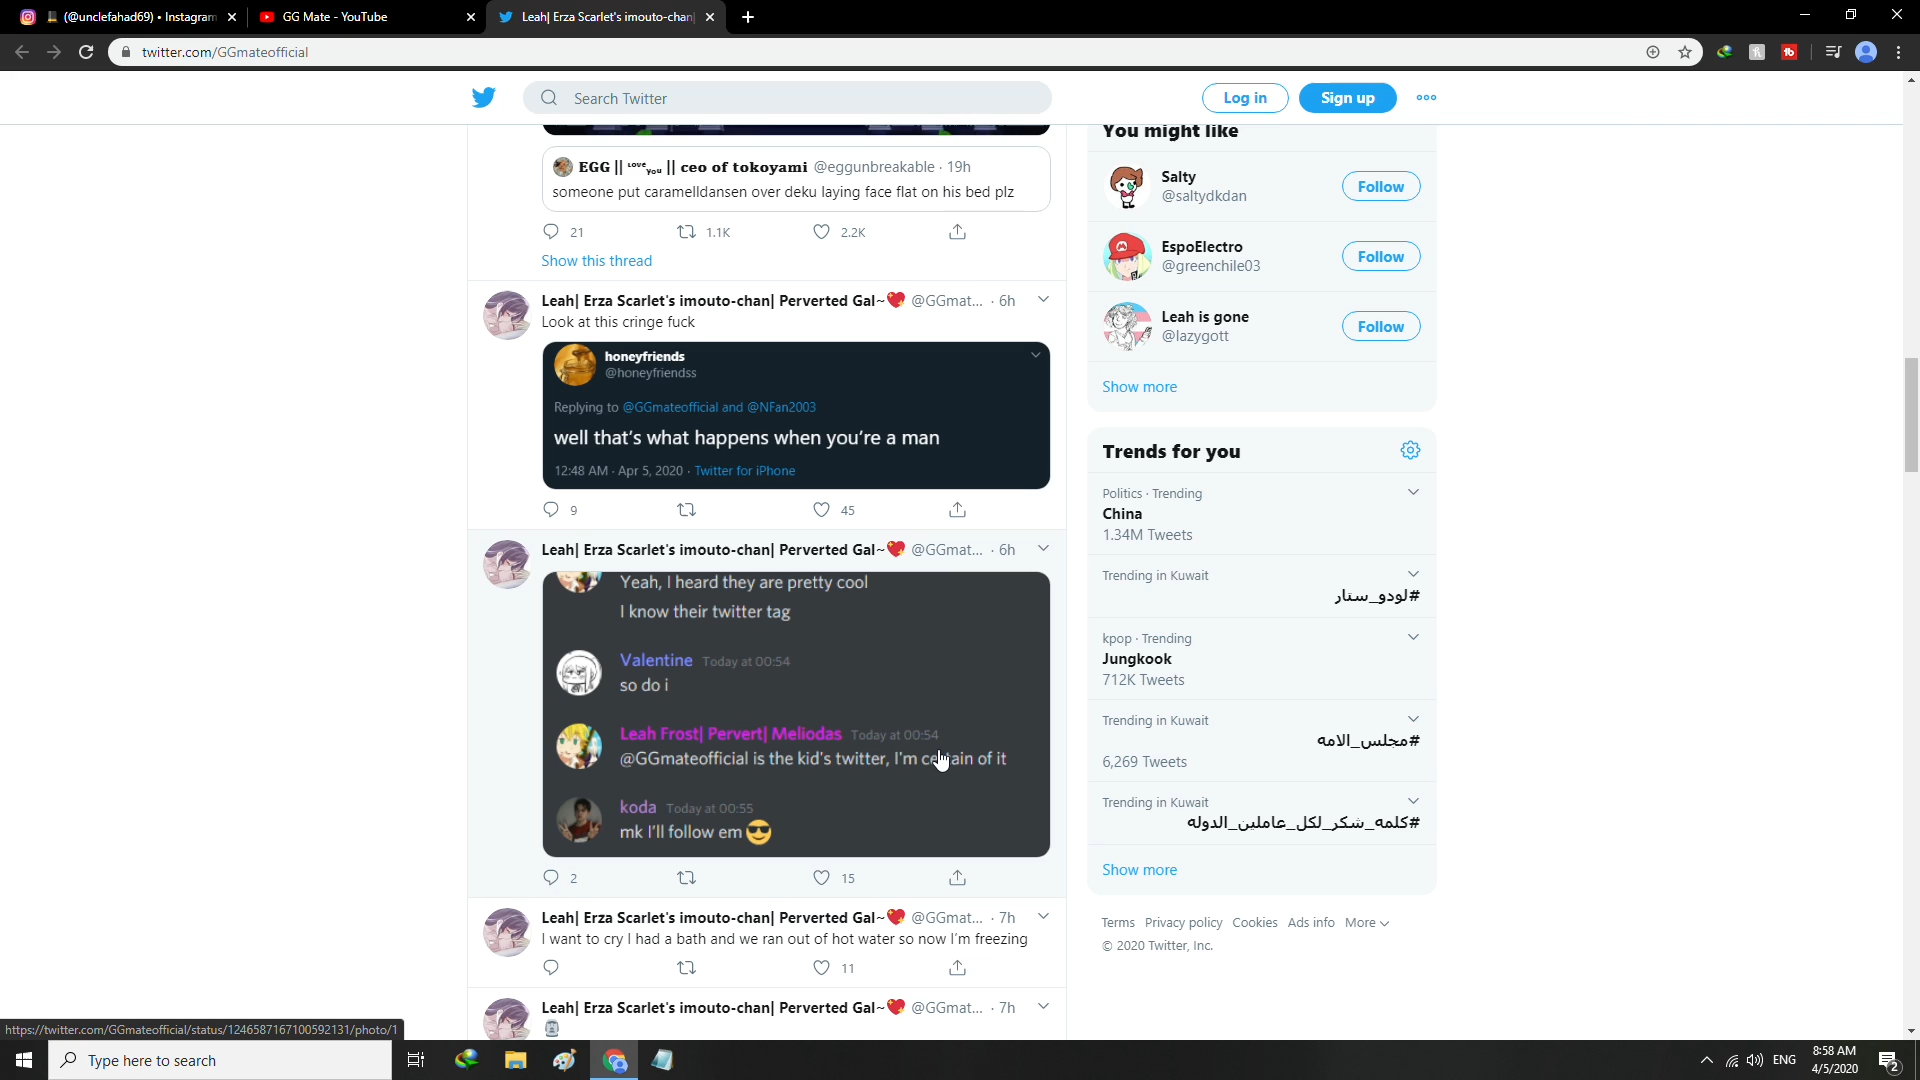 (@unclefahad69) • Instagram
GG Mate - YouTube
Leah| Erza Scarlet's imouto-chan|
twitter.com/GGmateofficial
Search Twitter
Log in
Sign up
EGG || ᴸᵒᵛᵉ ᵧₒᵤ || ceo of tokoyami @eggunbreakable · 19h
someone put caramelldansen over deku laying face flat on his bed plz
21
1.1K
2.2K
Show this thread
Leah| Erza Scarlet's imouto-chan| Perverted Gal~💖 @GGmat... · 6h
Look at this cringe fuck
honeyfriends
@honeyfriendss
Replying to @GGmateofficial and @NFan2003
well that's what happens when you're a man
12:48 AM · Apr 5, 2020 · Twitter for iPhone
9
45
Leah| Erza Scarlet's imouto-chan| Perverted Gal~💖 @GGmat... · 6h
Yeah, I heard they are pretty cool
I know their twitter tag
Valentine Today at 00:54
so do i
Leah Frost| Pervert| Meliodas Today at 00:54
@GGmateofficial is the kid's twitter, I'm certain of it
koda Today at 00:55
mk I'll follow em 😎
2
15
Leah| Erza Scarlet's imouto-chan| Perverted Gal~💖 @GGmat... · 7h
I want to cry I had a bath and we ran out of hot water so now I'm freezing
11
Leah| Erza Scarlet's imouto-chan| Perverted Gal~💖 @GGmat... · 7h
You might like
Salty
@saltydkdan
Follow
EspoElectro
@greenchile03
Follow
Leah is gone
@lazygott
Follow
Show more
Trends for you
Politics · Trending
China
1.34M Tweets
Trending in Kuwait
#لودو_ستار
kpop · Trending
Jungkook
712K Tweets
Trending in Kuwait
#مجلس_الامه
6,269 Tweets
Trending in Kuwait
#كلمه_شكر_لكل_عاملين_الدوله
Show more
Terms Privacy policy Cookies Ads info More
© 2020 Twitter, Inc.
https://twitter.com/GGmateofficial/status/1246587167100592131/photo/1
Type here to search
ENG
8:58 AM
4/5/2020
2